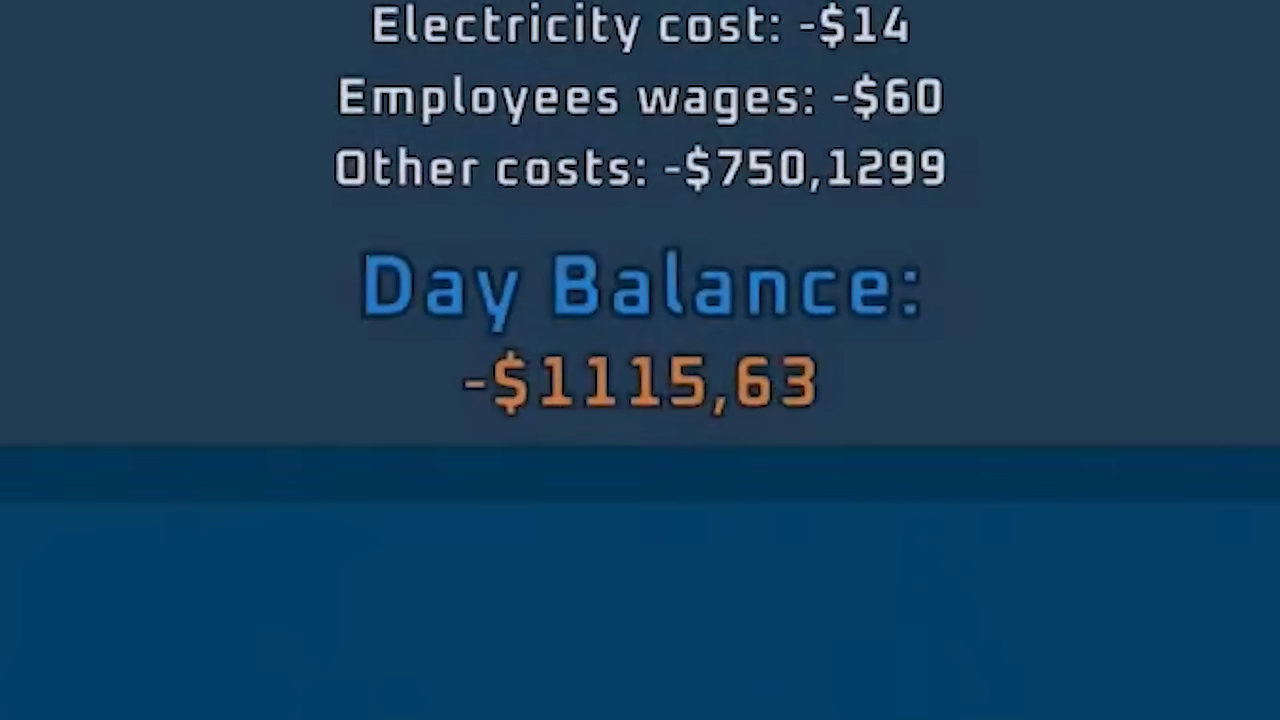 Electricity cost: -$14
Employees wages: -$60
Other costs: -$750,1299
Day Balance:
-$1115,63